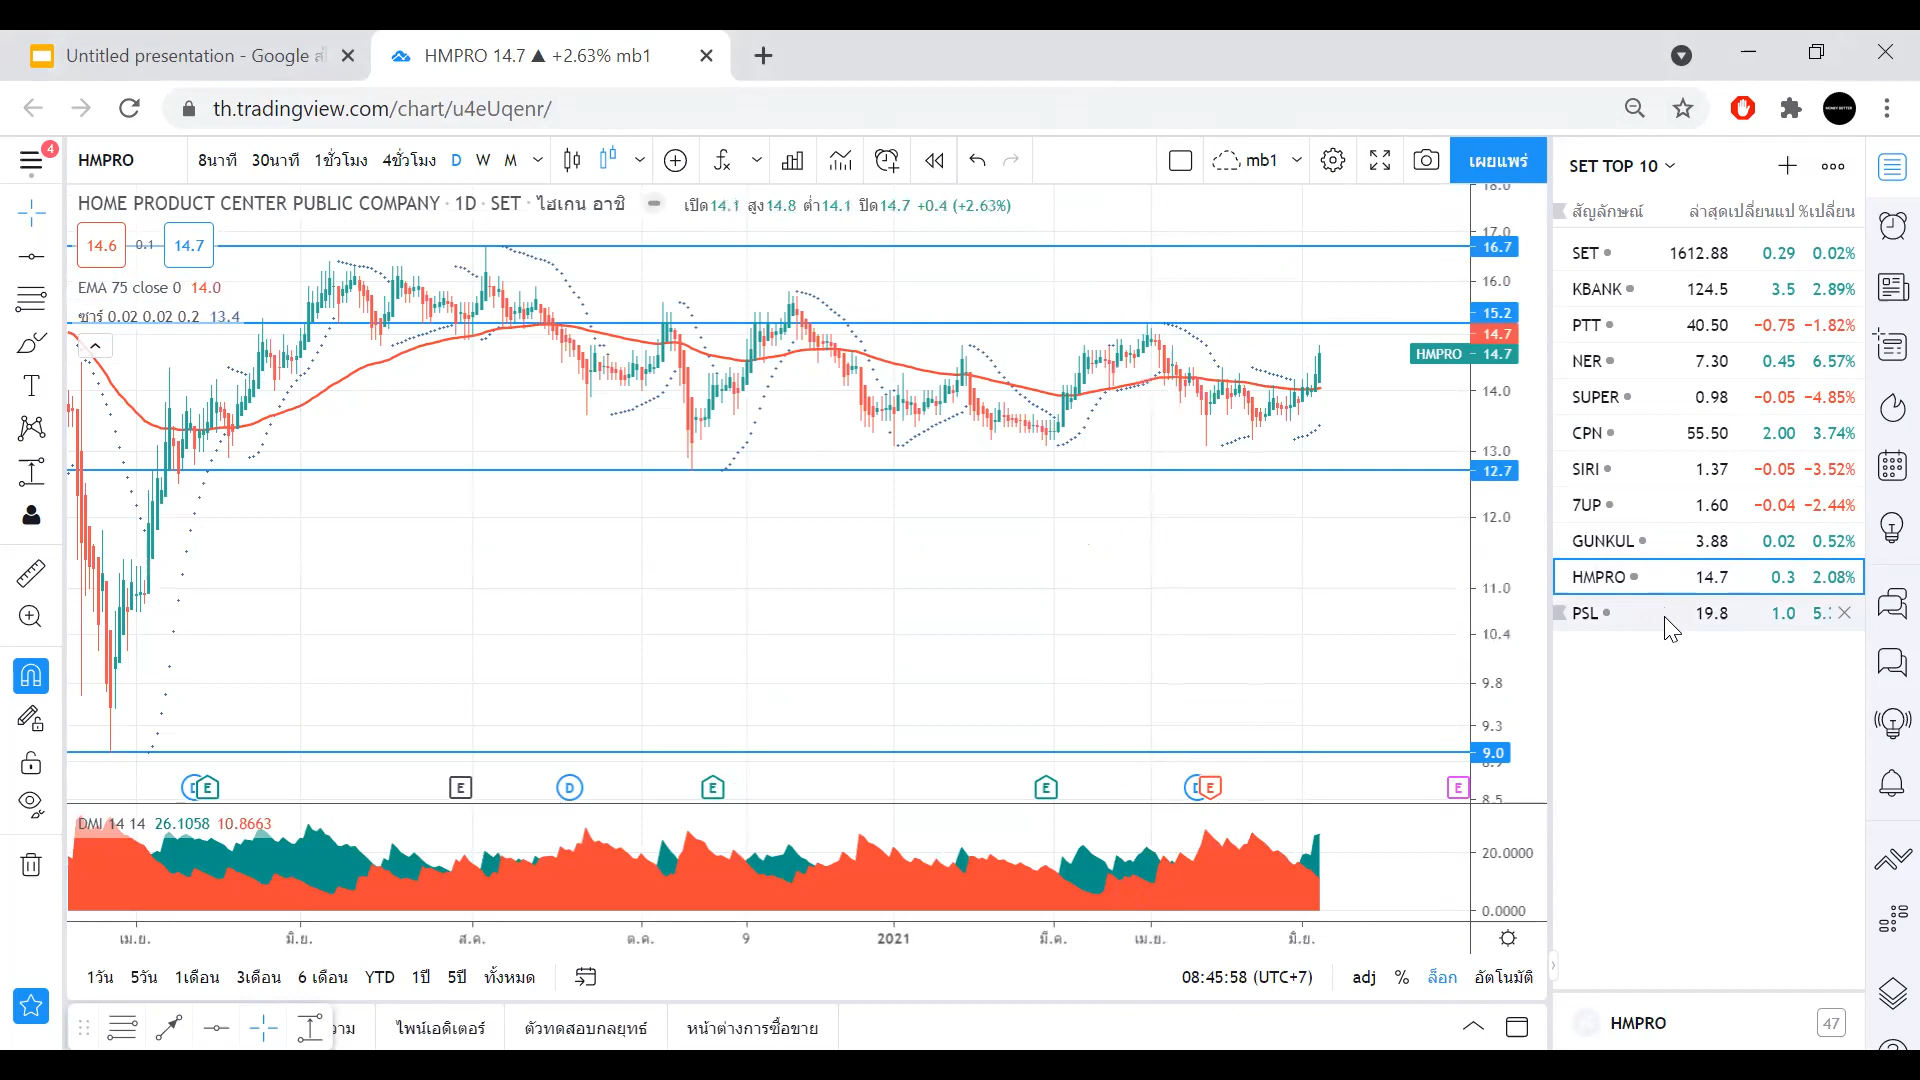 Untitled presentation - Google ส
HMPRO 14.7 ▲ +2.63% mb1
th.tradingview.com/chart/u4eUqenr/
4
HMPRO
8นาที 30นาที 1ชั่วโมง 4ชั่วโมง D W M
mb1
เผยแพร่
SET TOP 10
HOME PRODUCT CENTER PUBLIC COMPANY · 1D · SET · ไฮเกน อาชิ
เปิด14.1 สูง14.8 ต่ำ14.1 ปิด14.7 +0.4 (+2.63%)
14.6 0.1 14.7
EMA 75 close 0 14.0
ซาร์ 0.02 0.02 0.2 13.4
18.0
17.0
16.7
16.0
15.2
14.7
HMPRO 14.7
14.0
13.0
12.7
12.0
11.0
10.4
9.8
9.3
9.0
8.9
8.5
สัญลักษณ์ ล่าสุด เปลี่ยนแป %เปลี่ยน
SET 1612.88 0.29 0.02%
KBANK 124.5 3.5 2.89%
PTT 40.50 −0.75 −1.82%
NER 7.30 0.45 6.57%
SUPER 0.98 −0.05 −4.85%
CPN 55.50 2.00 3.74%
SIRI 1.37 −0.05 −3.52%
7UP 1.60 −0.04 −2.44%
GUNKUL 3.88 0.02 0.52%
HMPRO 14.7 0.3 2.08%
PSL 19.8 1.0 5.
D E E D E E D E E
DMI 14 14 26.1058 10.8663
20.0000
0.0000
เม.ย. มิ.ย. ส.ค. ต.ค. 9 2021 มี.ค. เม.ย. มิ.ย.
1วัน 5วัน 1เดือน 3เดือน 6 เดือน YTD 1ปี 5ปี ทั้งหมด
08:45:58 (UTC+7) adj % ล็อก อัตโนมัติ
วาม ไพน์เอดิเตอร์ ตัวทดสอบกลยุทธ์ หน้าต่างการซื้อขาย
HMPRO 47